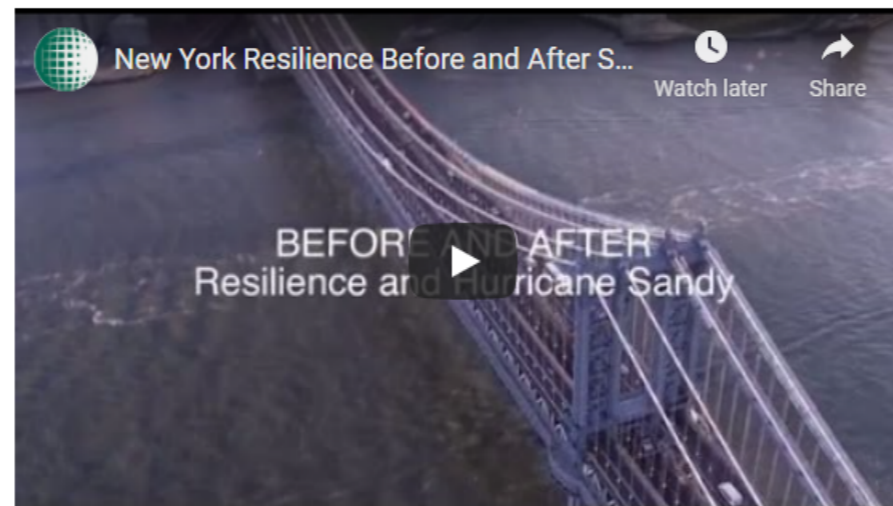 New York Resilience Before and After S...
Watch later
Share
BEFORE AND AFTER
Resilience and Hurricane Sandy